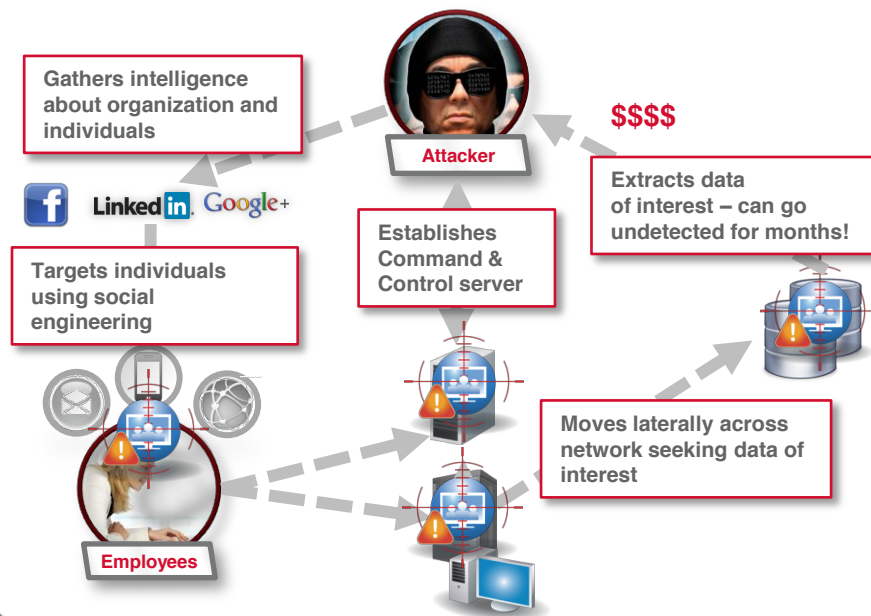 Gathers intelligence
about organization and
individuals
Attacker
$$$$
Extracts data
of interest – can go
undetected for months!
f
Linked in.
Google+
Establishes
Command &
Control server
Targets individuals
using social
engineering
Moves laterally across
network seeking data of
interest
Employees